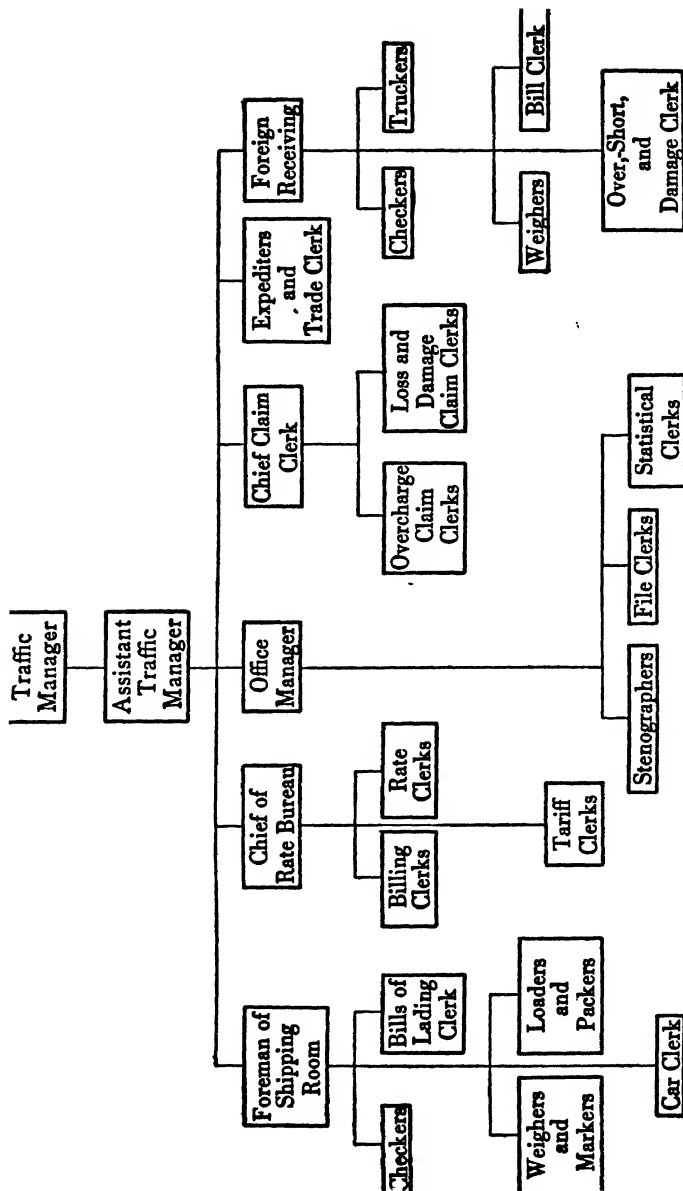 Traffic
Manager
Assistant
Traffic
Manager
Foreman of
Shipping
Room
Chief of
Rate Bureau
Office
Manager
Chief Claim
Clerk
Expediters
and
Trade Clerk
Foreign
Receiving
Checkers
Bills of
Lading
Clerk
Weighers
and
Markers
Loaders
and
Packers
Car Clerk
Billing
Clerks
Rate
Clerks
Tariff
Clerks
Stenographers
File Clerks
Statistical
Clerks
Overcharge
Claim
Clerks
Loss and
Damage
Claim Clerks
Checkers
Truckers
Weighers
Bill Clerk
Over,-Short,
and
Damage Clerk